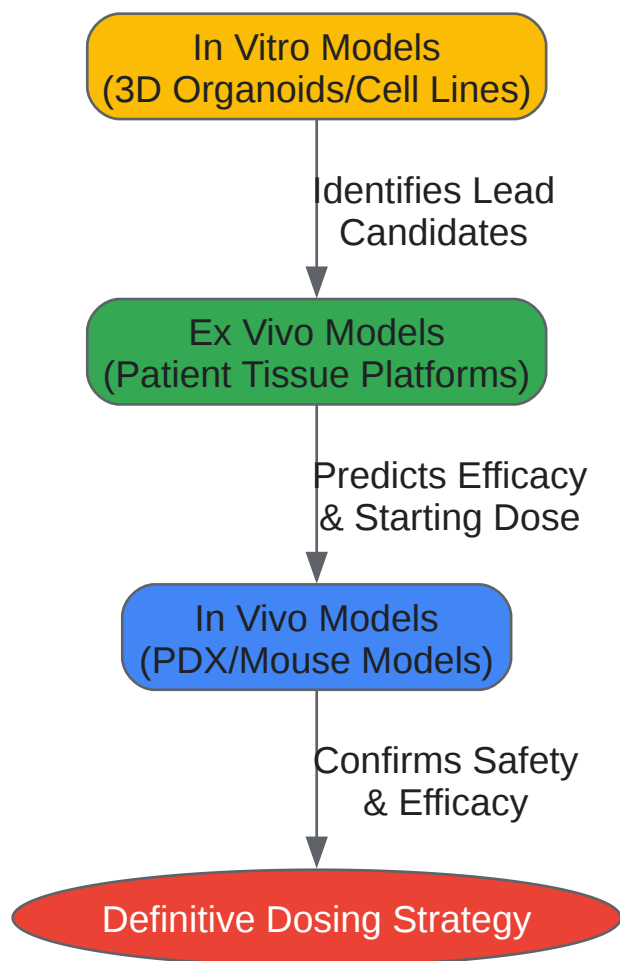 In Vitro Models
(3D Organoids/Cell Lines)
Identifies Lead
Candidates
Ex Vivo Models
(Patient Tissue Platforms)
Predicts Efficacy
& Starting Dose
In Vivo Models
(PDX/Mouse Models)
Confirms Safety
& Efficacy
Definitive Dosing Strategy